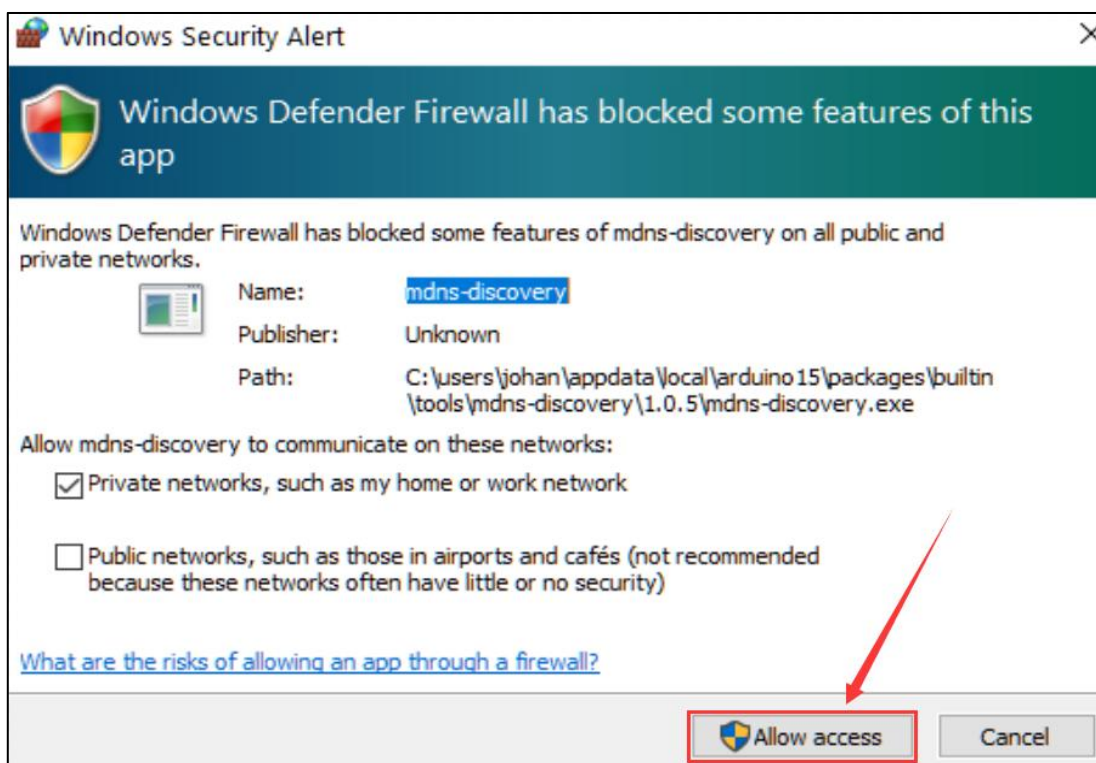 Windows Security Alert
Windows Defender Firewall has blocked some features of this
app
Windows Defender Firewall has blocked some features of mdns-discovery on all public and
private networks.
Name: mdns-discovery
Publisher: Unknown
Path: C:\users\johan\appdata\local\arduino15\packages\builtin
\tools\mdns-discovery\1.0.5\mdns-discovery.exe
Allow mdns-discovery to communicate on these networks:
Private networks, such as my home or work network
Public networks, such as those in airports and cafés (not recommended
because these networks often have little or no security)
What are the risks of allowing an app through a firewall?
Allow access Cancel